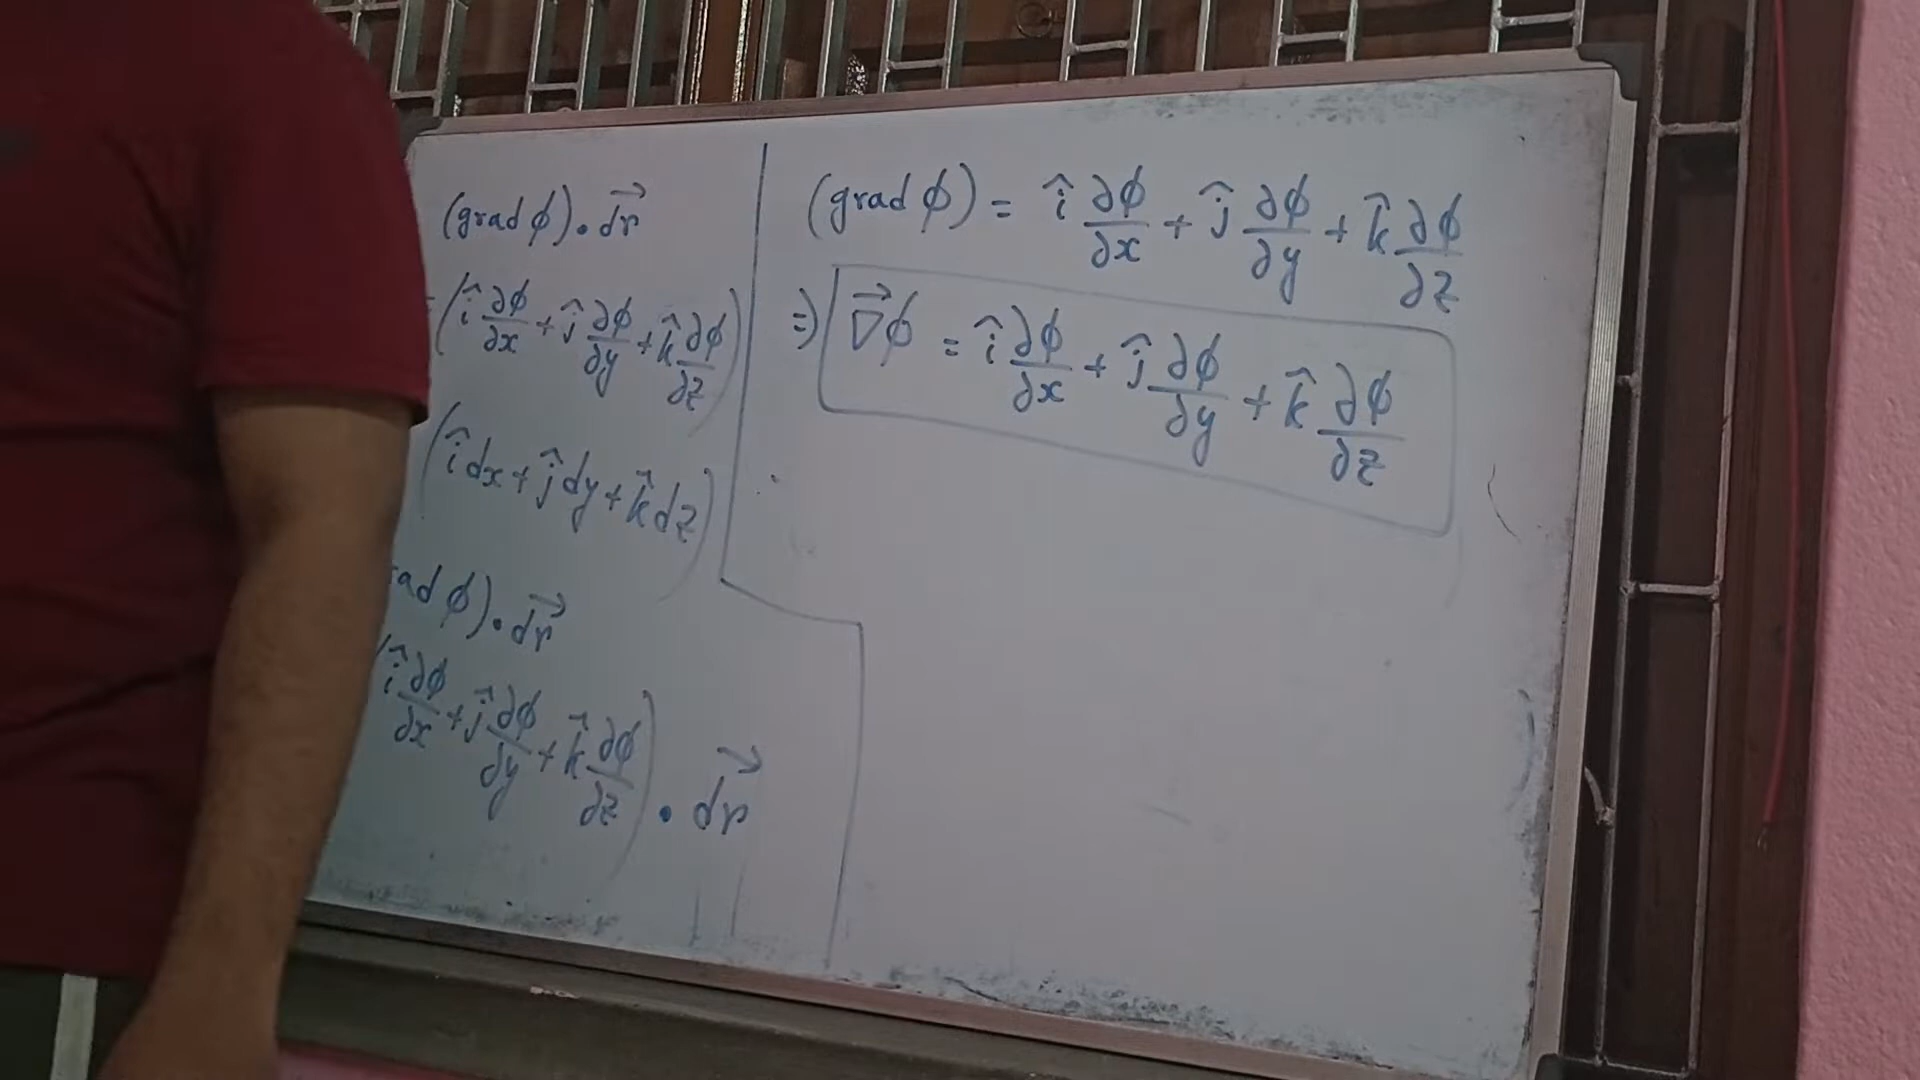 (grad ϕ) . d⃗r
= (î ∂ϕ/∂x + ĵ ∂ϕ/∂y + k̂ ∂ϕ/∂z)
(î dx + ĵ dy + k̂ dz)
ad ϕ) . d⃗r
(î ∂ϕ/∂x + ĵ ∂ϕ/∂y + k̂ ∂ϕ/∂z) . d⃗r
(grad ϕ) = î ∂ϕ/∂x + ĵ ∂ϕ/∂y + k̂ ∂ϕ/∂z
⇒ ∇⃗ϕ = î ∂ϕ/∂x + ĵ ∂ϕ/∂y + k̂ ∂ϕ/∂z